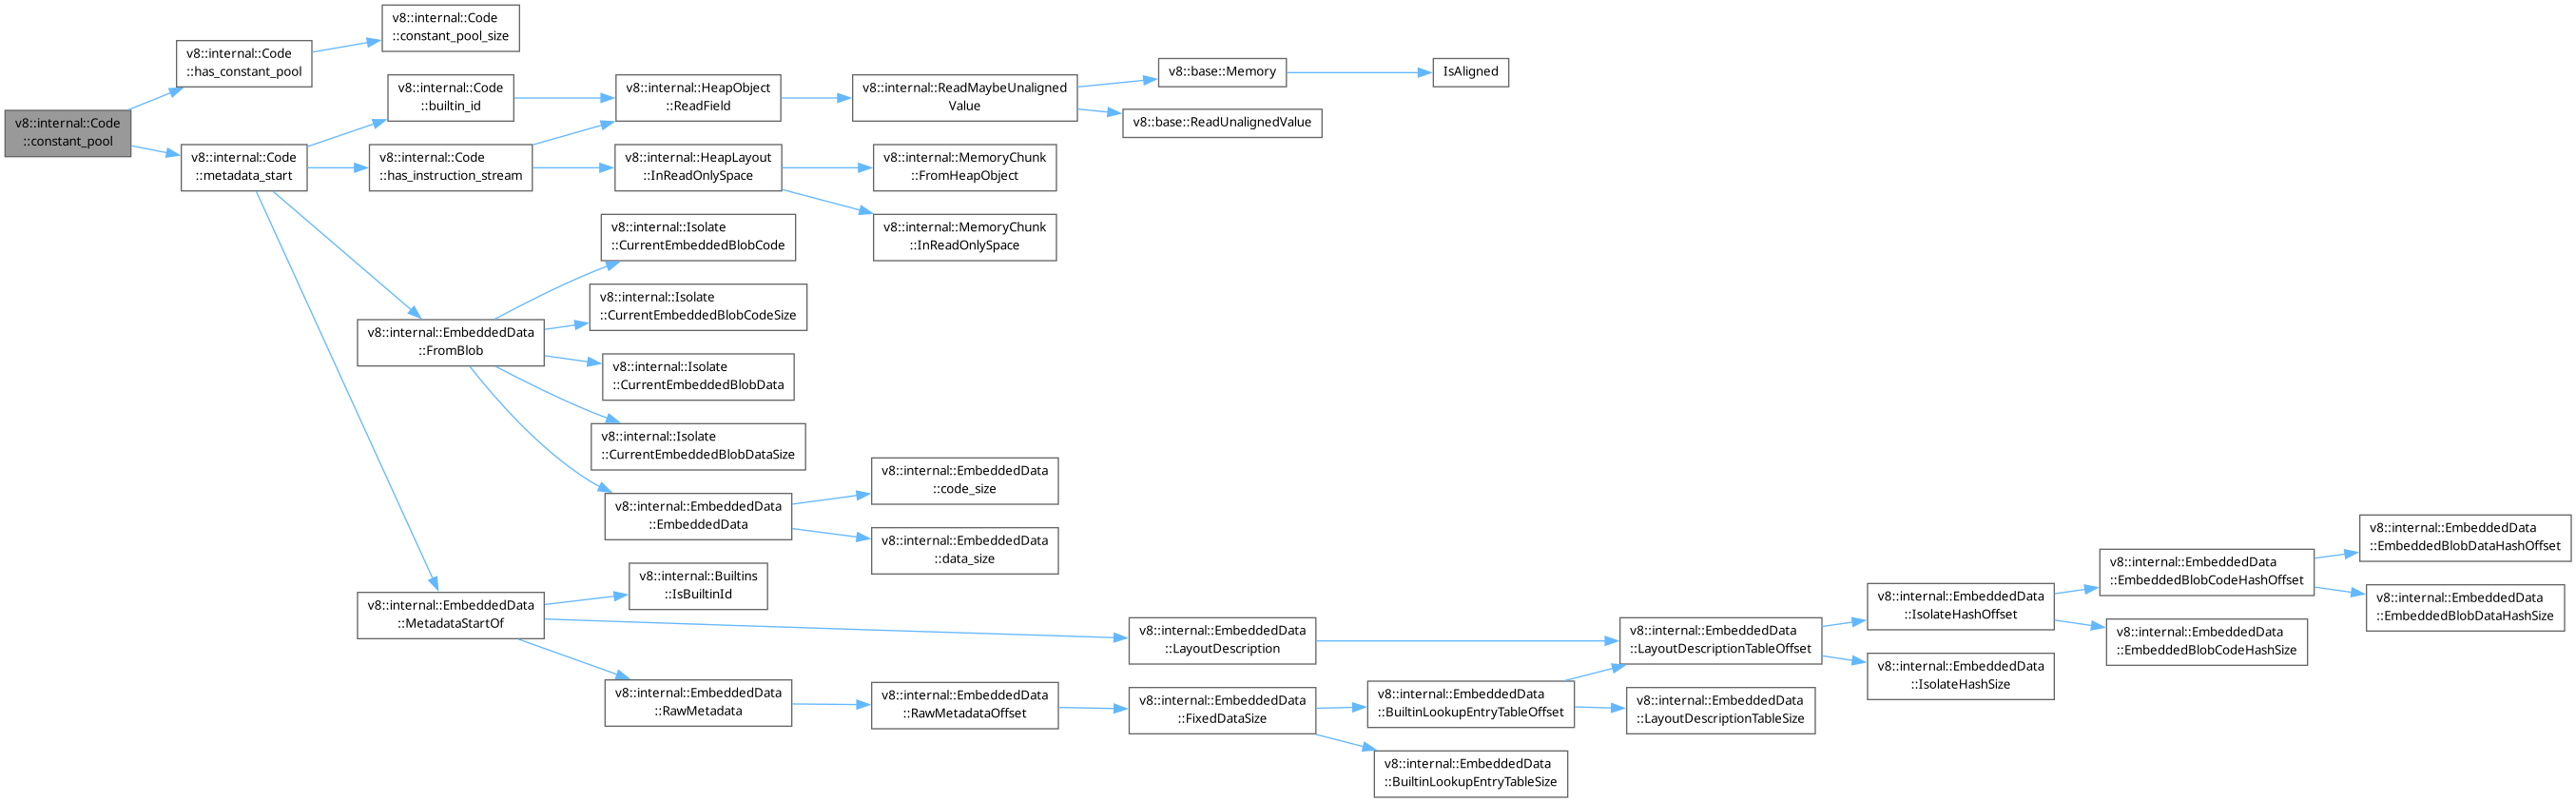 v8::internal::Code
::constant_pool
v8::internal::Code
::has_constant_pool
v8::internal::Code
::constant_pool_size
v8::internal::Code
::metadata_start
v8::internal::Code
::builtin_id
v8::internal::HeapObject
::ReadField
v8::internal::ReadMaybeUnaligned
Value
v8::base::Memory
IsAligned
v8::base::ReadUnalignedValue
v8::internal::Code
::has_instruction_stream
v8::internal::HeapLayout
::InReadOnlySpace
v8::internal::MemoryChunk
::FromHeapObject
v8::internal::MemoryChunk
::InReadOnlySpace
v8::internal::EmbeddedData
::FromBlob
v8::internal::Isolate
::CurrentEmbeddedBlobCode
v8::internal::Isolate
::CurrentEmbeddedBlobCodeSize
v8::internal::Isolate
::CurrentEmbeddedBlobData
v8::internal::Isolate
::CurrentEmbeddedBlobDataSize
v8::internal::EmbeddedData
::EmbeddedData
v8::internal::EmbeddedData
::code_size
v8::internal::EmbeddedData
::data_size
v8::internal::EmbeddedData
::MetadataStartOf
v8::internal::Builtins
::IsBuiltinId
v8::internal::EmbeddedData
::LayoutDescription
v8::internal::EmbeddedData
::RawMetadata
v8::internal::EmbeddedData
::RawMetadataOffset
v8::internal::EmbeddedData
::FixedDataSize
v8::internal::EmbeddedData
::BuiltinLookupEntryTableOffset
v8::internal::EmbeddedData
::BuiltinLookupEntryTableSize
v8::internal::EmbeddedData
::LayoutDescriptionTableOffset
v8::internal::EmbeddedData
::LayoutDescriptionTableSize
v8::internal::EmbeddedData
::IsolateHashOffset
v8::internal::EmbeddedData
::IsolateHashSize
v8::internal::EmbeddedData
::EmbeddedBlobCodeHashOffset
v8::internal::EmbeddedData
::EmbeddedBlobCodeHashSize
v8::internal::EmbeddedData
::EmbeddedBlobDataHashOffset
v8::internal::EmbeddedData
::EmbeddedBlobDataHashSize